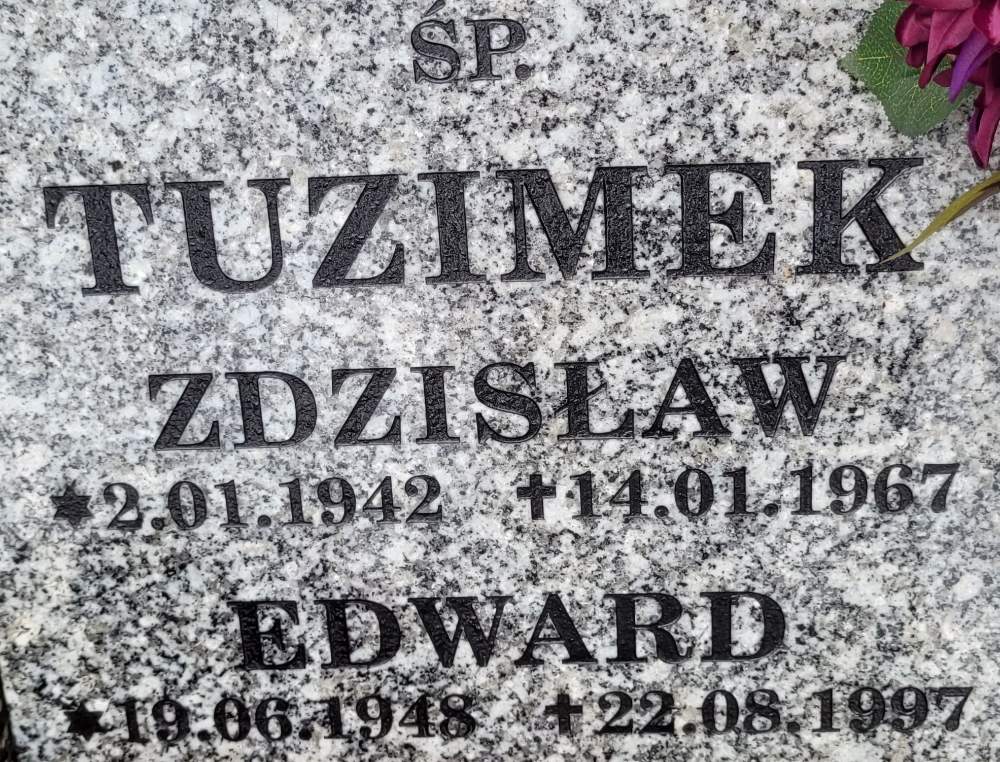 ŚP.
TUZIMEK
ZDZISŁAW
★2.01.1942 ✝14.01.1967
EDWARD
★19.06.1948 ✝22.08.1997